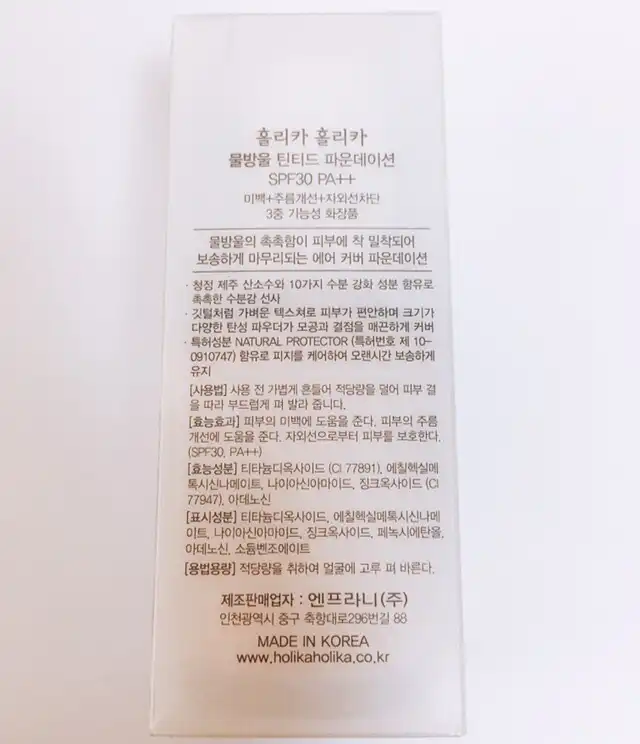 홀리카 홀리카
물방울 틴티드 파운데이션
SPF30 PA++
미백+주름개선+자외선차단
3중 기능성 화장품
물방울의 촉촉함이 피부에 착 밀착되어
보송하게 마무리되는 에어 커버 파운데이션
· 청정 제주 산소수와 10가지 수분 강화 성분 함유로
촉촉한 수분감 선사
· 깃털처럼 가벼운 텍스쳐로 피부가 편안하며 크기가
다양한 탄성 파우더가 모공과 결점을 매끈하게 커버
· 특허성분 NATURAL PROTECTOR (특허번호 제 10-
0910747) 함유로 피지를 케어하여 오랜시간 보송하게
유지
[사용법] 사용 전 가볍게 흔들어 적당량을 덜어 피부 결
을 따라 부드럽게 펴 발라 줍니다.
[효능효과] 피부의 미백에 도움을 준다. 피부의 주름
개선에 도움을 준다. 자외선으로부터 피부를 보호한다.
(SPF30, PA++)
[효능성분] 티타늄디옥사이드 (CI 77891), 에칠헥실메
톡시신나메이트, 나이아신아마이드, 징크옥사이드 (CI
77947), 아데노신
[표시성분] 티타늄디옥사이드, 에칠헥실메톡시신나메
이트, 나이아신아마이드, 징크옥사이드, 페녹시에탄올,
아데노신, 소듐벤조에이트
[용법용량] 적당량을 취하여 얼굴에 고루 펴 바른다.
제조판매업자 : 엔프라니(주)
인천광역시 중구 축항대로296번길 88
MADE IN KOREA
www.holikaholika.co.kr